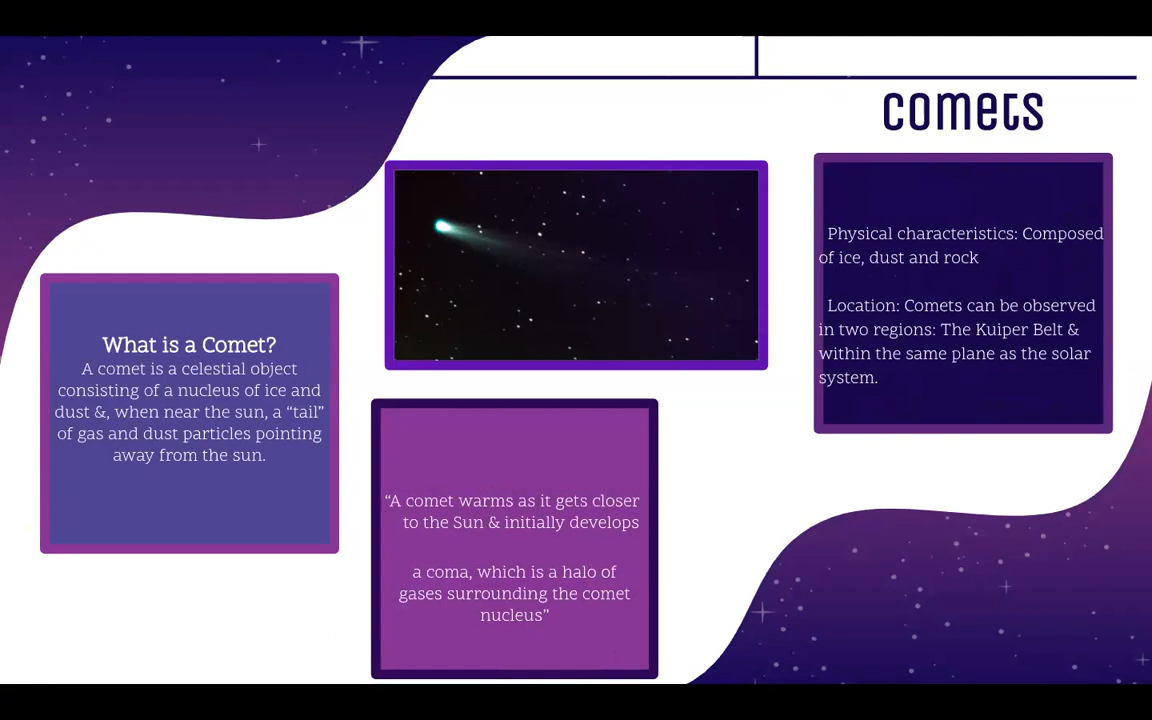 comets
Physical characteristics: Composed
of ice, dust and rock
Location: Comets can be observed
in two regions: The Kuiper Belt &
within the same plane as the solar
system.
What is a Comet?
A comet is a celestial object
consisting of a nucleus of ice and
dust &, when near the sun, a “tail”
of gas and dust particles pointing
away from the sun.
“A comet warms as it gets closer
to the Sun & initially develops
a coma, which is a halo of
gases surrounding the comet
nucleus”